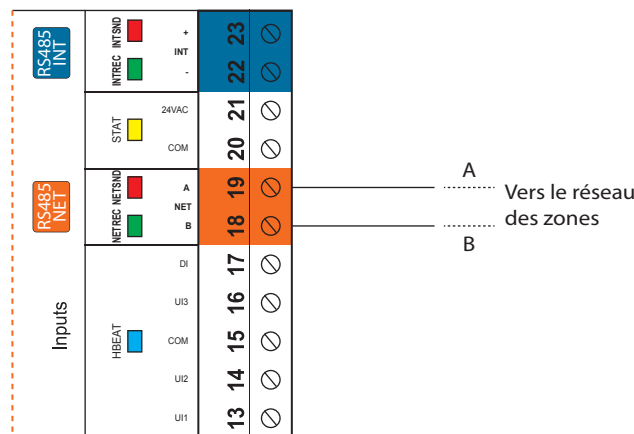 RS485
INT
INTREC INTSND
+
INT
-
23
22
STAT
24VAC
COM
21
20
RS485
NET
NETREC NETSND
A
NET
B
19
18
A
B
Vers le réseau
des zones
Inputs
HBEAT
DI
UI3
COM
UI2
UI1
17
16
15
14
13